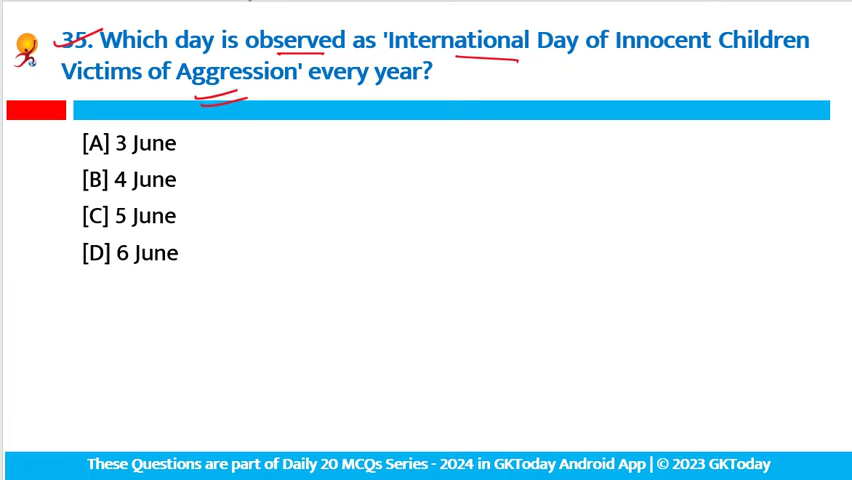 35. Which day is observed as 'International Day of Innocent Children
Victims of Aggression' every year?
[A] 3 June
[B] 4 June
[C] 5 June
[D] 6 June
These Questions are part of Daily 20 MCQs Series - 2024 in GKToday Android App | © 2023 GKToday